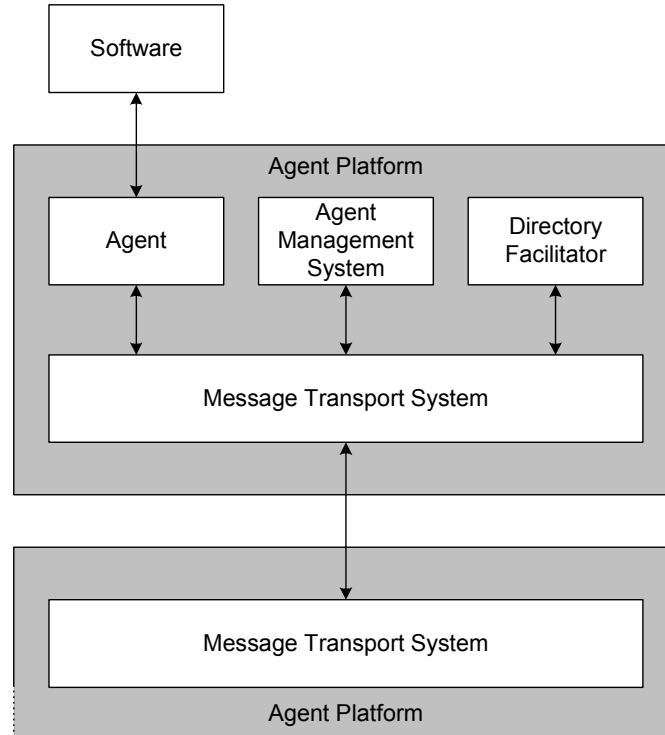 Software
Agent Platform
Agent
Agent
Management
System
Directory
Facilitator
Message Transport System
Message Transport System
Agent Platform